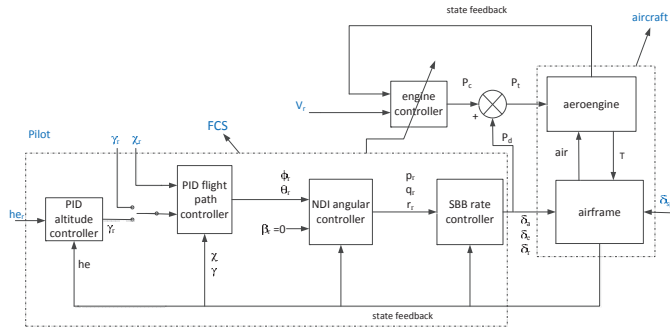 state feedback
aircraft
engine
controller
P_c
P_t
aeroengine
V_r
+
P_d
Pilot
FCS
air
T
γ_r
χ_r
PID flight
path
controller
ϕ_r
θ_r
NDI angular
controller
p_r
q_r
r_r
SBB rate
controller
airframe
PID
altitude
controller
he_r
γ_r
β_r =0
δ_a
δ_e
δ_r
he
χ
γ
state feedback